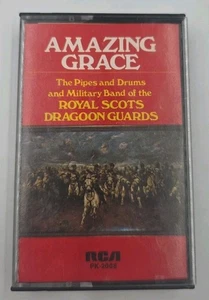 AMAZING
GRACE
The Pipes and Drums
and Military Band of the
ROYAL SCOTS
DRAGOON GUARDS
RCA